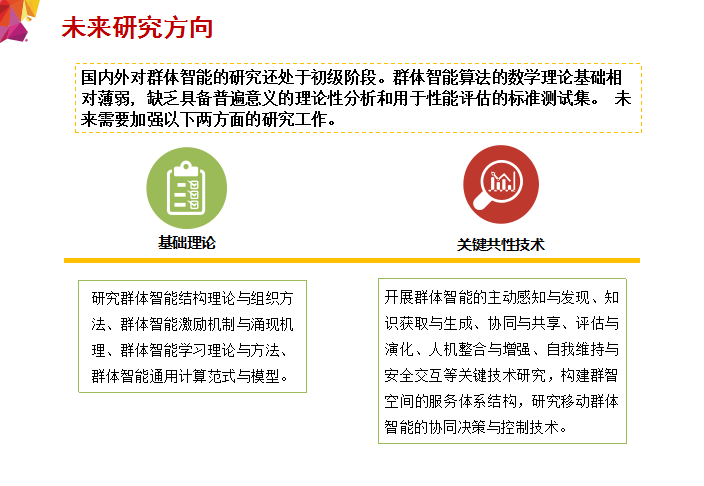 未来研究方向
国内外对群体智能的研究还处于初级阶段。群体智能算法的数学理论基础相
对薄弱，缺乏具备普遍意义的理论性分析和用于性能评估的标准测试集。 未
来需要加强以下两方面的研究工作。
基础理论
关键共性技术
研究群体智能结构理论与组织方
法、群体智能激励机制与涌现机
理、群体智能学习理论与方法、
群体智能通用计算范式与模型。
开展群体智能的主动感知与发现、知
识获取与生成、协同与共享、评估与
演化、人机整合与增强、自我维持与
安全交互等关键技术研究，构建群智
空间的服务体系结构，研究移动群体
智能的协同决策与控制技术。